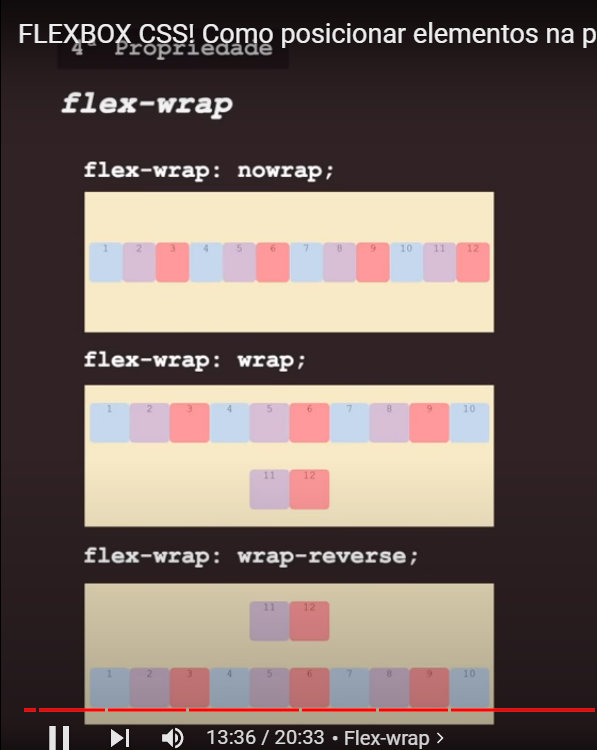 FLEXBOX CSS! Como posicionar elementos na p
4ª Propriedade
flex-wrap
flex-wrap: nowrap;
1 2 3 4 5 6 7 8 9 10 11 12
flex-wrap: wrap;
1 2 3 4 5 6 7 8 9 10
11 12
flex-wrap: wrap-reverse;
11 12
1 2 3 4 5 6 7 8 9 10
13:36 / 20:33 • Flex-wrap >